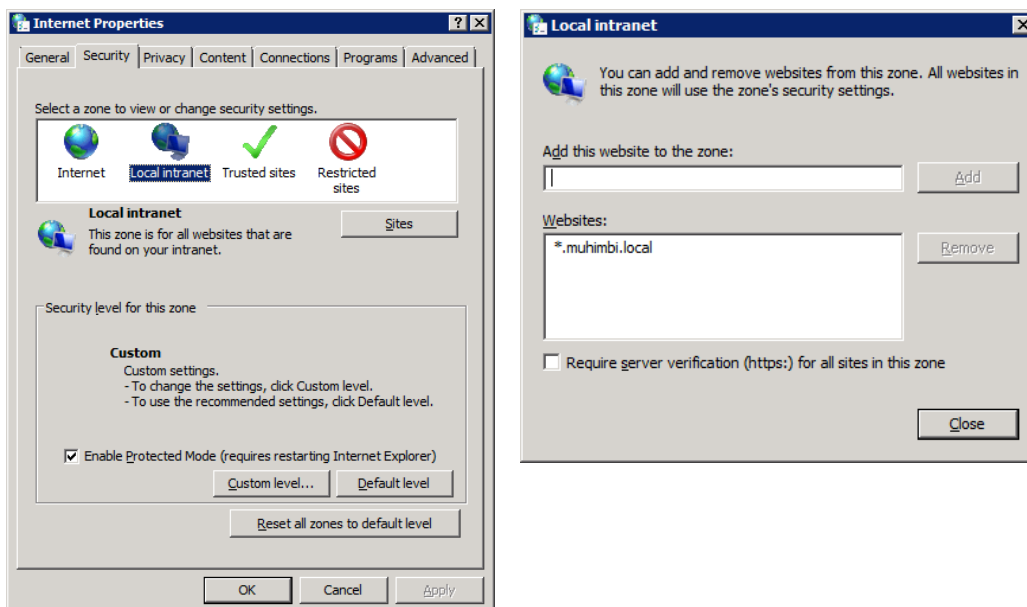 Internet Properties
General Security Privacy Content Connections Programs Advanced
Select a zone to view or change security settings.
Internet Local intranet Trusted sites Restricted
sites
Local intranet
This zone is for all websites that are
found on your intranet.
Sites
Security level for this zone
Custom
Custom settings.
- To change the settings, click Custom level.
- To use the recommended settings, click Default level.
Enable Protected Mode (requires restarting Internet Explorer)
Custom level... Default level
Reset all zones to default level
OK Cancel Apply
Local intranet
You can add and remove websites from this zone. All websites in
this zone will use the zone's security settings.
Add this website to the zone:
Add
Websites:
*.muhimbi.local
Remove
Require server verification (https:) for all sites in this zone
Close